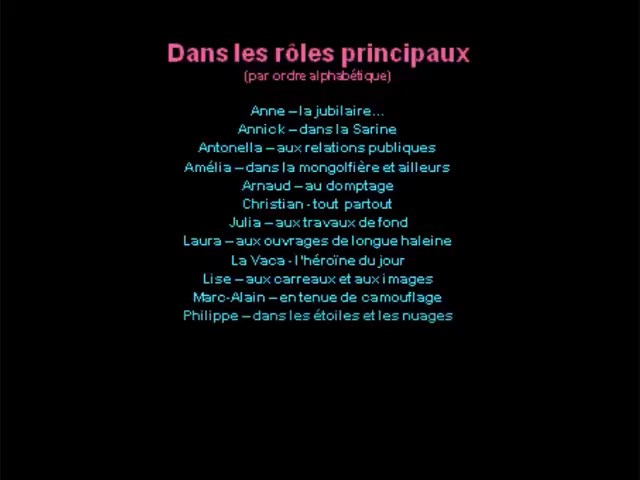 Dans les rôles principaux
(par ordre alphabétique)
Anne – la jubilaire...
Annick – dans la Sarine
Antonella – aux relations publiques
Amélia – dans la mongolfière et ailleurs
Arnaud – au domptage
Christian - tout partout
Julia – aux travaux de fond
Laura – aux ouvrages de longue haleine
La Vaca - l'héroïne du jour
Lise – aux carreaux et aux images
Marc-Alain – en tenue de camouflage
Philippe – dans les étoiles et les nuages